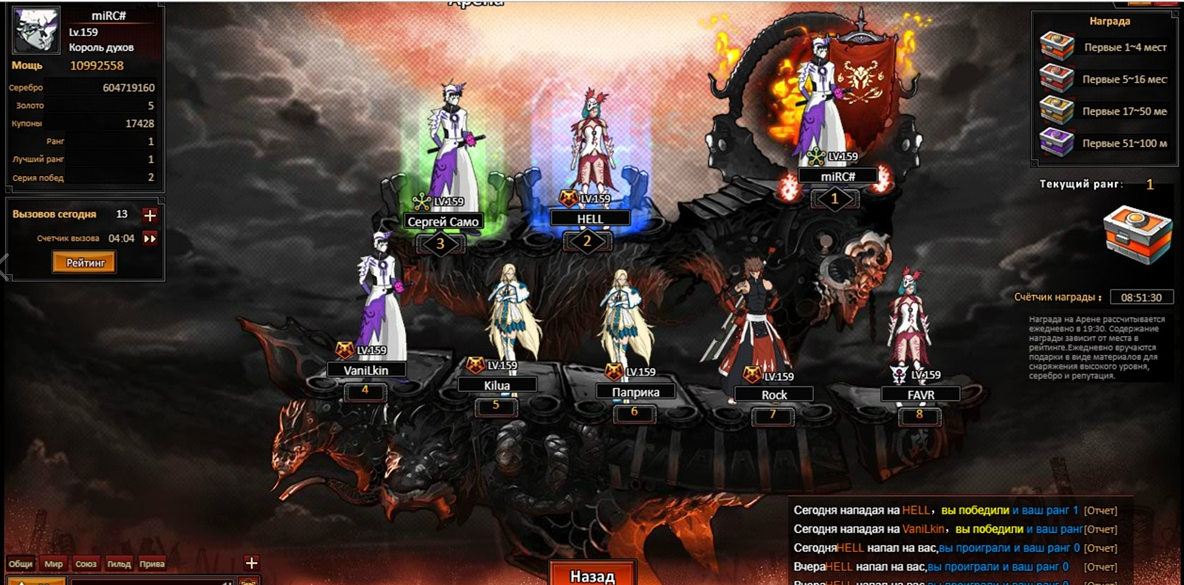 Арена
miRC#
Lv.159
Король духов
Мощь 10992558
Серебро 604719160
Золото 5
Купоны 17428
Ранг 1
Лучший ранг 1
Серия побед 2
Вызовов сегодня 13
Счетчик вызова 04:04
Рейтинг
Награда
Первые 1~4 мест
Первые 5~16 мес
Первые 17~50 ме
Первые 51~100 м
Текущий ранг: 1
Счётчик награды : 08:51:30
Награда на Арене рассчитывается
ежедневно в 19:30. Содержание
награды зависит от места в
рейтинге.Ежедневно вручаются
подарки в виде материалов для
снаряжения высокого уровня,
серебро и репутация.
LV.159
miRC#
1
LV.159
HELL
2
LV.159
Сергей Само
3
LV.159
VaniLkin
4
LV.159
Kilua
5
LV.159
Паприка
6
LV.159
Rock
7
LV.159
FAVR
8
Сегодня нападая на HELL, вы победили и ваш ранг 1 [Отчет]
Сегодня нападая на VaniLkin, вы победили и ваш ранг[Отчет]
СегодняHELL напал на вас,вы проиграли и ваш ранг 0 [Отчет]
ВчераHELL напал на вас,вы проиграли и ваш ранг 0 [Отчет]
Общи Мир Союз Гильд Прива
Назад